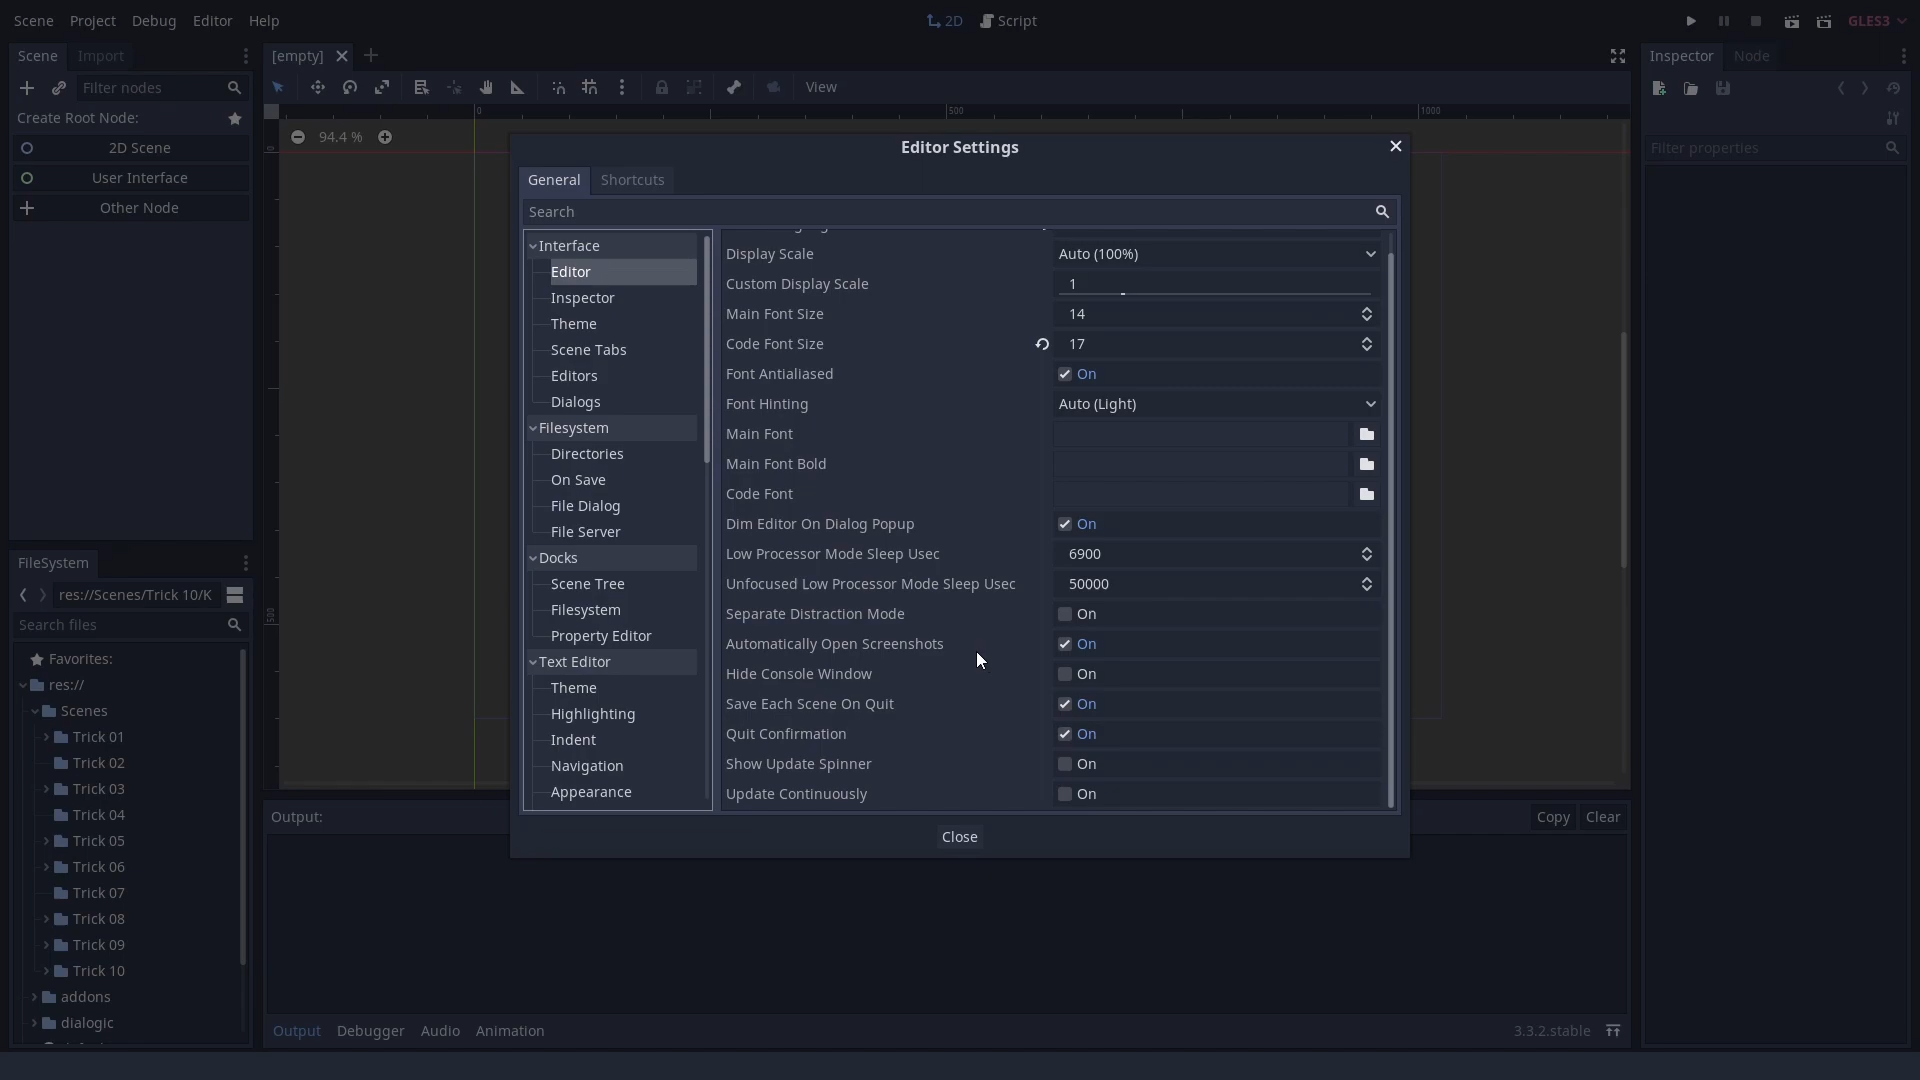 Scene Project Debug Editor Help
2D Script
GLES3
Scene Import
Filter nodes
Create Root Node:
2D Scene
User Interface
Other Node
FileSystem
res://Scenes/Trick 10/K
Search files
Favorites:
res://
Scenes
Trick 01
Trick 02
Trick 03
Trick 04
Trick 05
Trick 06
Trick 07
Trick 08
Trick 09
Trick 10
addons
dialogic
[empty]
View
0 500 1000
0
500
94.4 %
Editor Settings
General Shortcuts
Search
Interface
Editor
Inspector
Theme
Scene Tabs
Editors
Dialogs
Filesystem
Directories
On Save
File Dialog
File Server
Docks
Scene Tree
Filesystem
Property Editor
Text Editor
Theme
Highlighting
Indent
Navigation
Appearance
Display Scale Auto (100%)
Custom Display Scale 1
Main Font Size 14
Code Font Size 17
Font Antialiased On
Font Hinting Auto (Light)
Main Font
Main Font Bold
Code Font
Dim Editor On Dialog Popup On
Low Processor Mode Sleep Usec 6900
Unfocused Low Processor Mode Sleep Usec 50000
Separate Distraction Mode On
Automatically Open Screenshots On
Hide Console Window On
Save Each Scene On Quit On
Quit Confirmation On
Show Update Spinner On
Update Continuously On
Close
Output: Copy Clear
Output Debugger Audio Animation 3.3.2.stable
Inspector Node
Filter properties